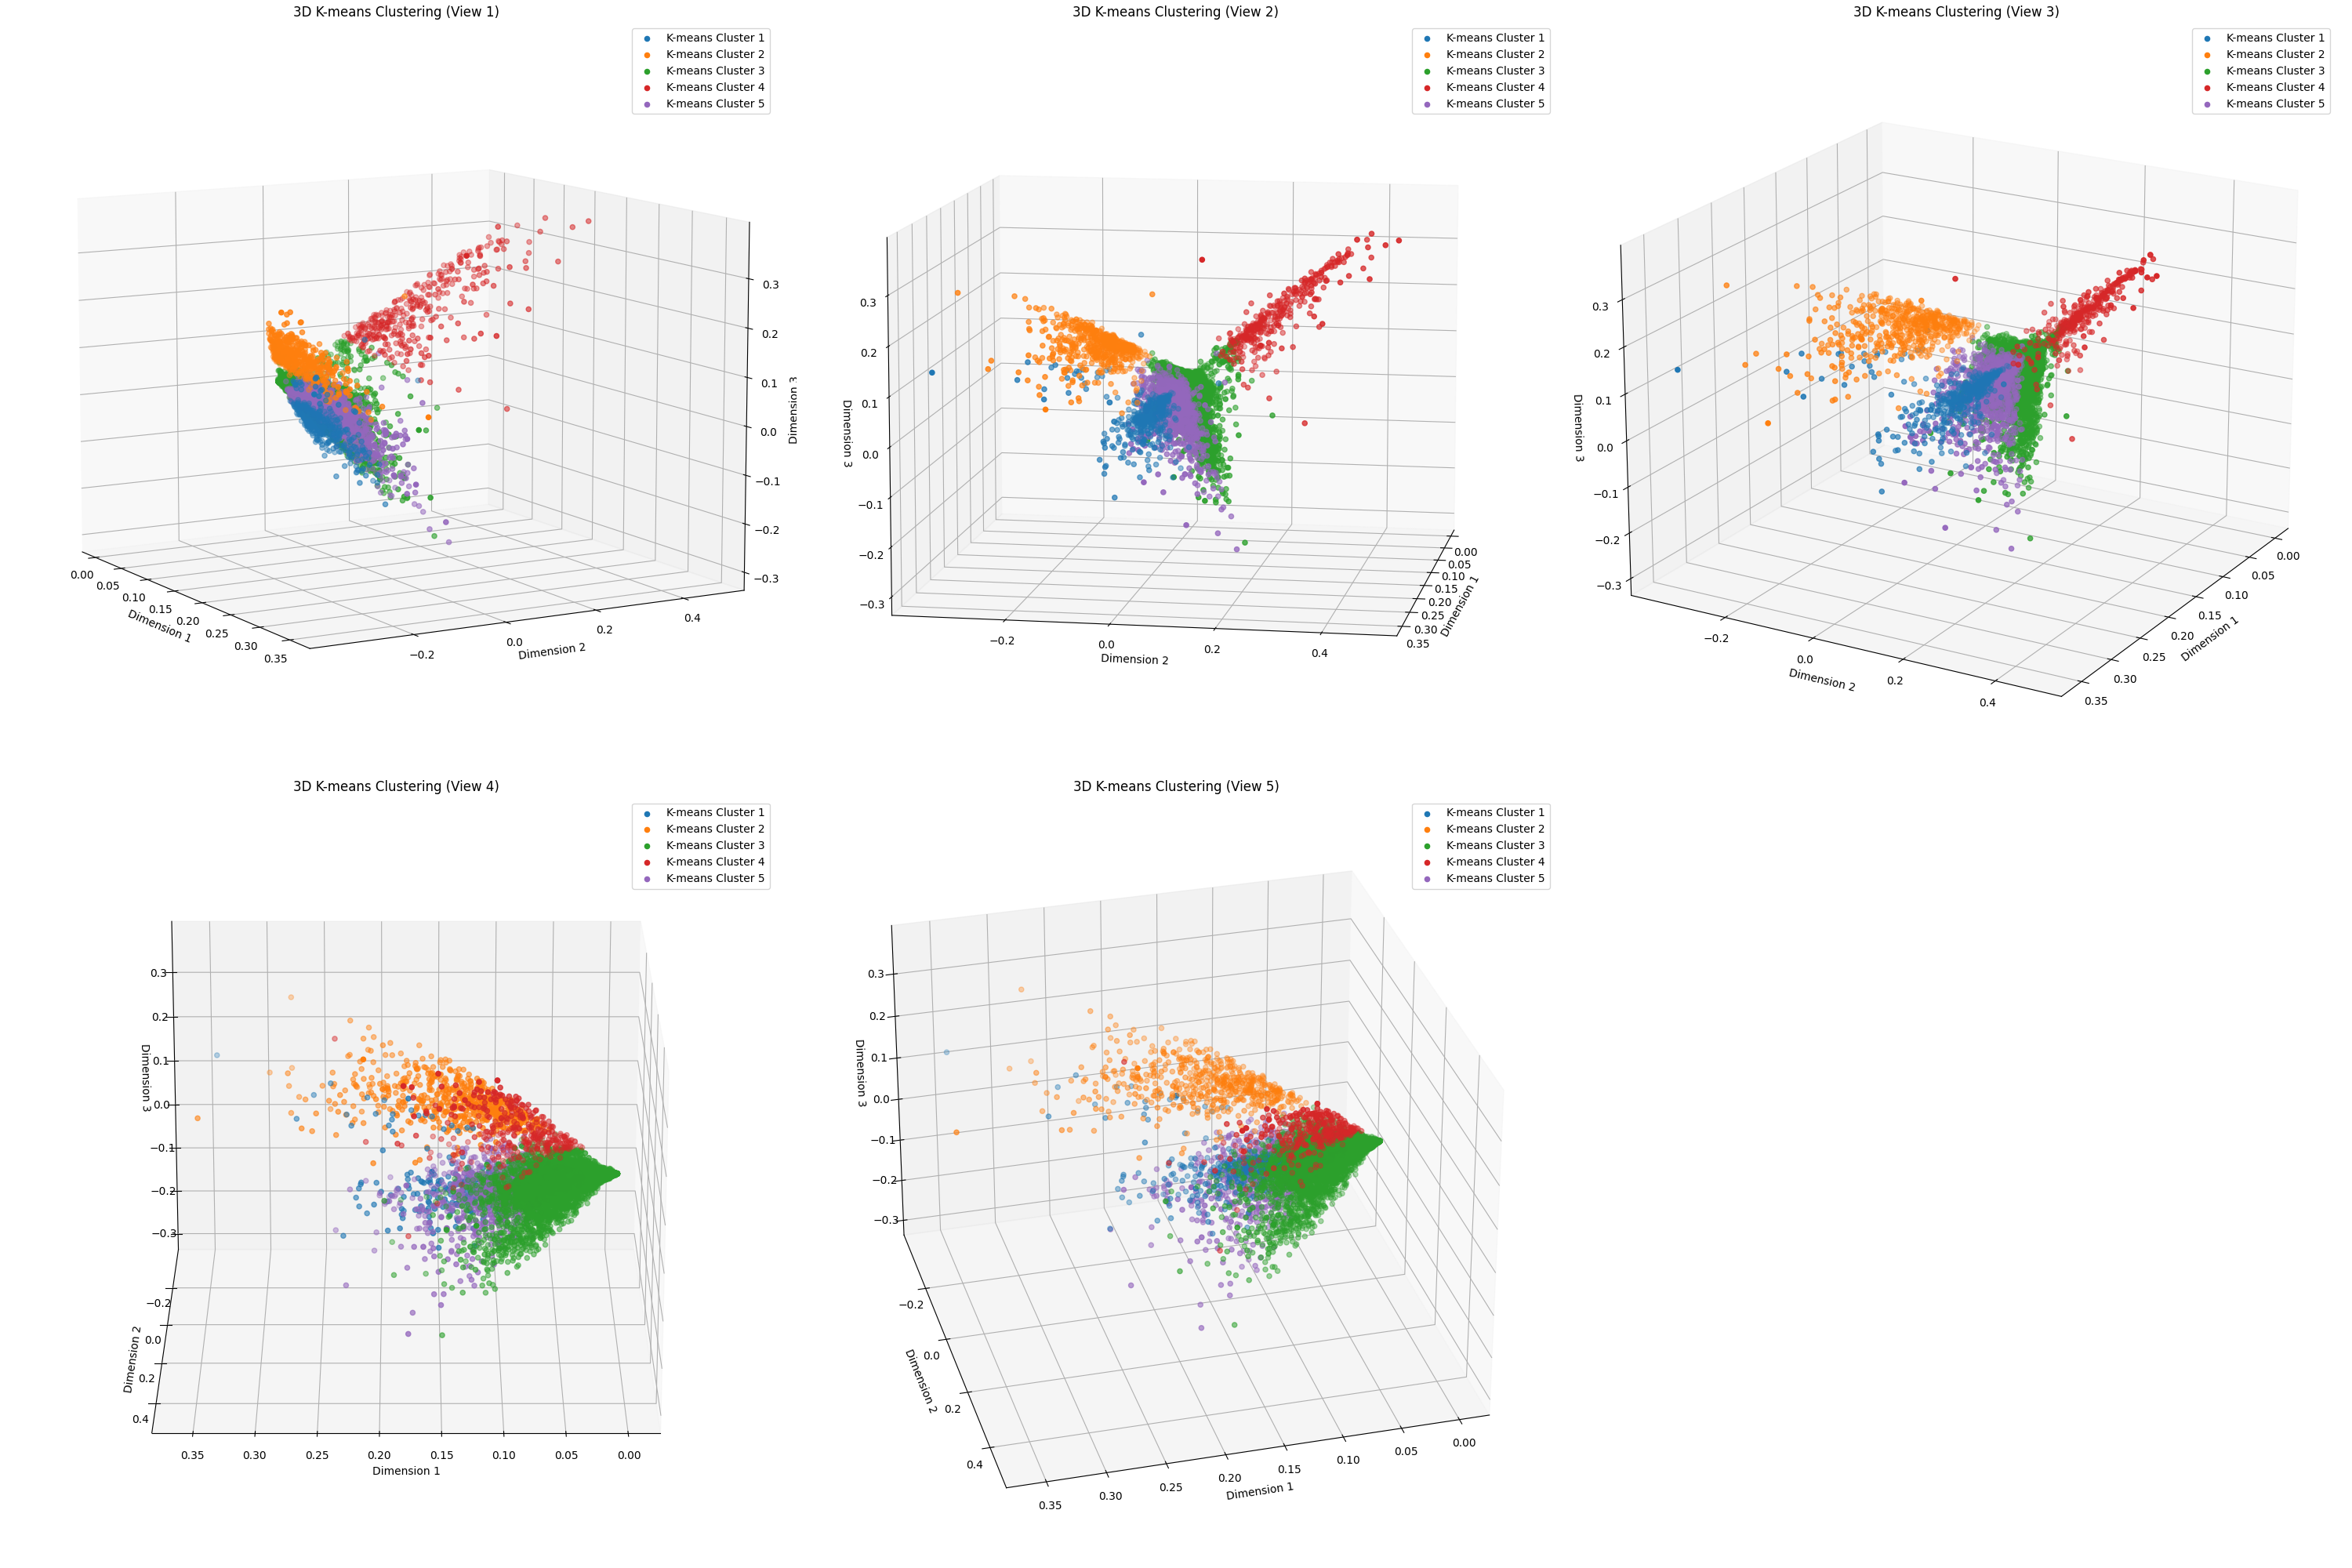 3D K-means Clustering (View 1)
K-means Cluster 1
K-means Cluster 2
K-means Cluster 3
K-means Cluster 4
K-means Cluster 5
0.3
0.2
0.1
0.0
−0.1
−0.2
−0.3
Dimension 3
0.00
0.05
0.10
0.15
0.20
0.25
0.30
0.35
Dimension 1
−0.2
0.0
0.2
0.4
Dimension 2
3D K-means Clustering (View 2)
K-means Cluster 1
K-means Cluster 2
K-means Cluster 3
K-means Cluster 4
K-means Cluster 5
0.3
0.2
0.1
0.0
−0.1
−0.2
−0.3
Dimension 3
−0.2
0.0
0.2
0.4
Dimension 2
0.00
0.05
0.10
0.15
0.20
0.25
0.30
0.35
Dimension 1
3D K-means Clustering (View 3)
K-means Cluster 1
K-means Cluster 2
K-means Cluster 3
K-means Cluster 4
K-means Cluster 5
0.3
0.2
0.1
0.0
−0.1
−0.2
−0.3
Dimension 3
−0.2
0.0
0.2
0.4
Dimension 2
0.00
0.05
0.10
0.15
0.20
0.25
0.30
0.35
Dimension 1
3D K-means Clustering (View 4)
K-means Cluster 1
K-means Cluster 2
K-means Cluster 3
K-means Cluster 4
K-means Cluster 5
0.3
0.2
0.1
0.0
−0.1
−0.2
−0.3
Dimension 3
−0.2
0.0
0.2
0.4
Dimension 2
0.35
0.30
0.25
0.20
0.15
0.10
0.05
0.00
Dimension 1
3D K-means Clustering (View 5)
K-means Cluster 1
K-means Cluster 2
K-means Cluster 3
K-means Cluster 4
K-means Cluster 5
0.3
0.2
0.1
0.0
−0.1
−0.2
−0.3
Dimension 3
−0.2
0.0
0.2
0.4
Dimension 2
0.35
0.30
0.25
0.20
0.15
0.10
0.05
0.00
Dimension 1